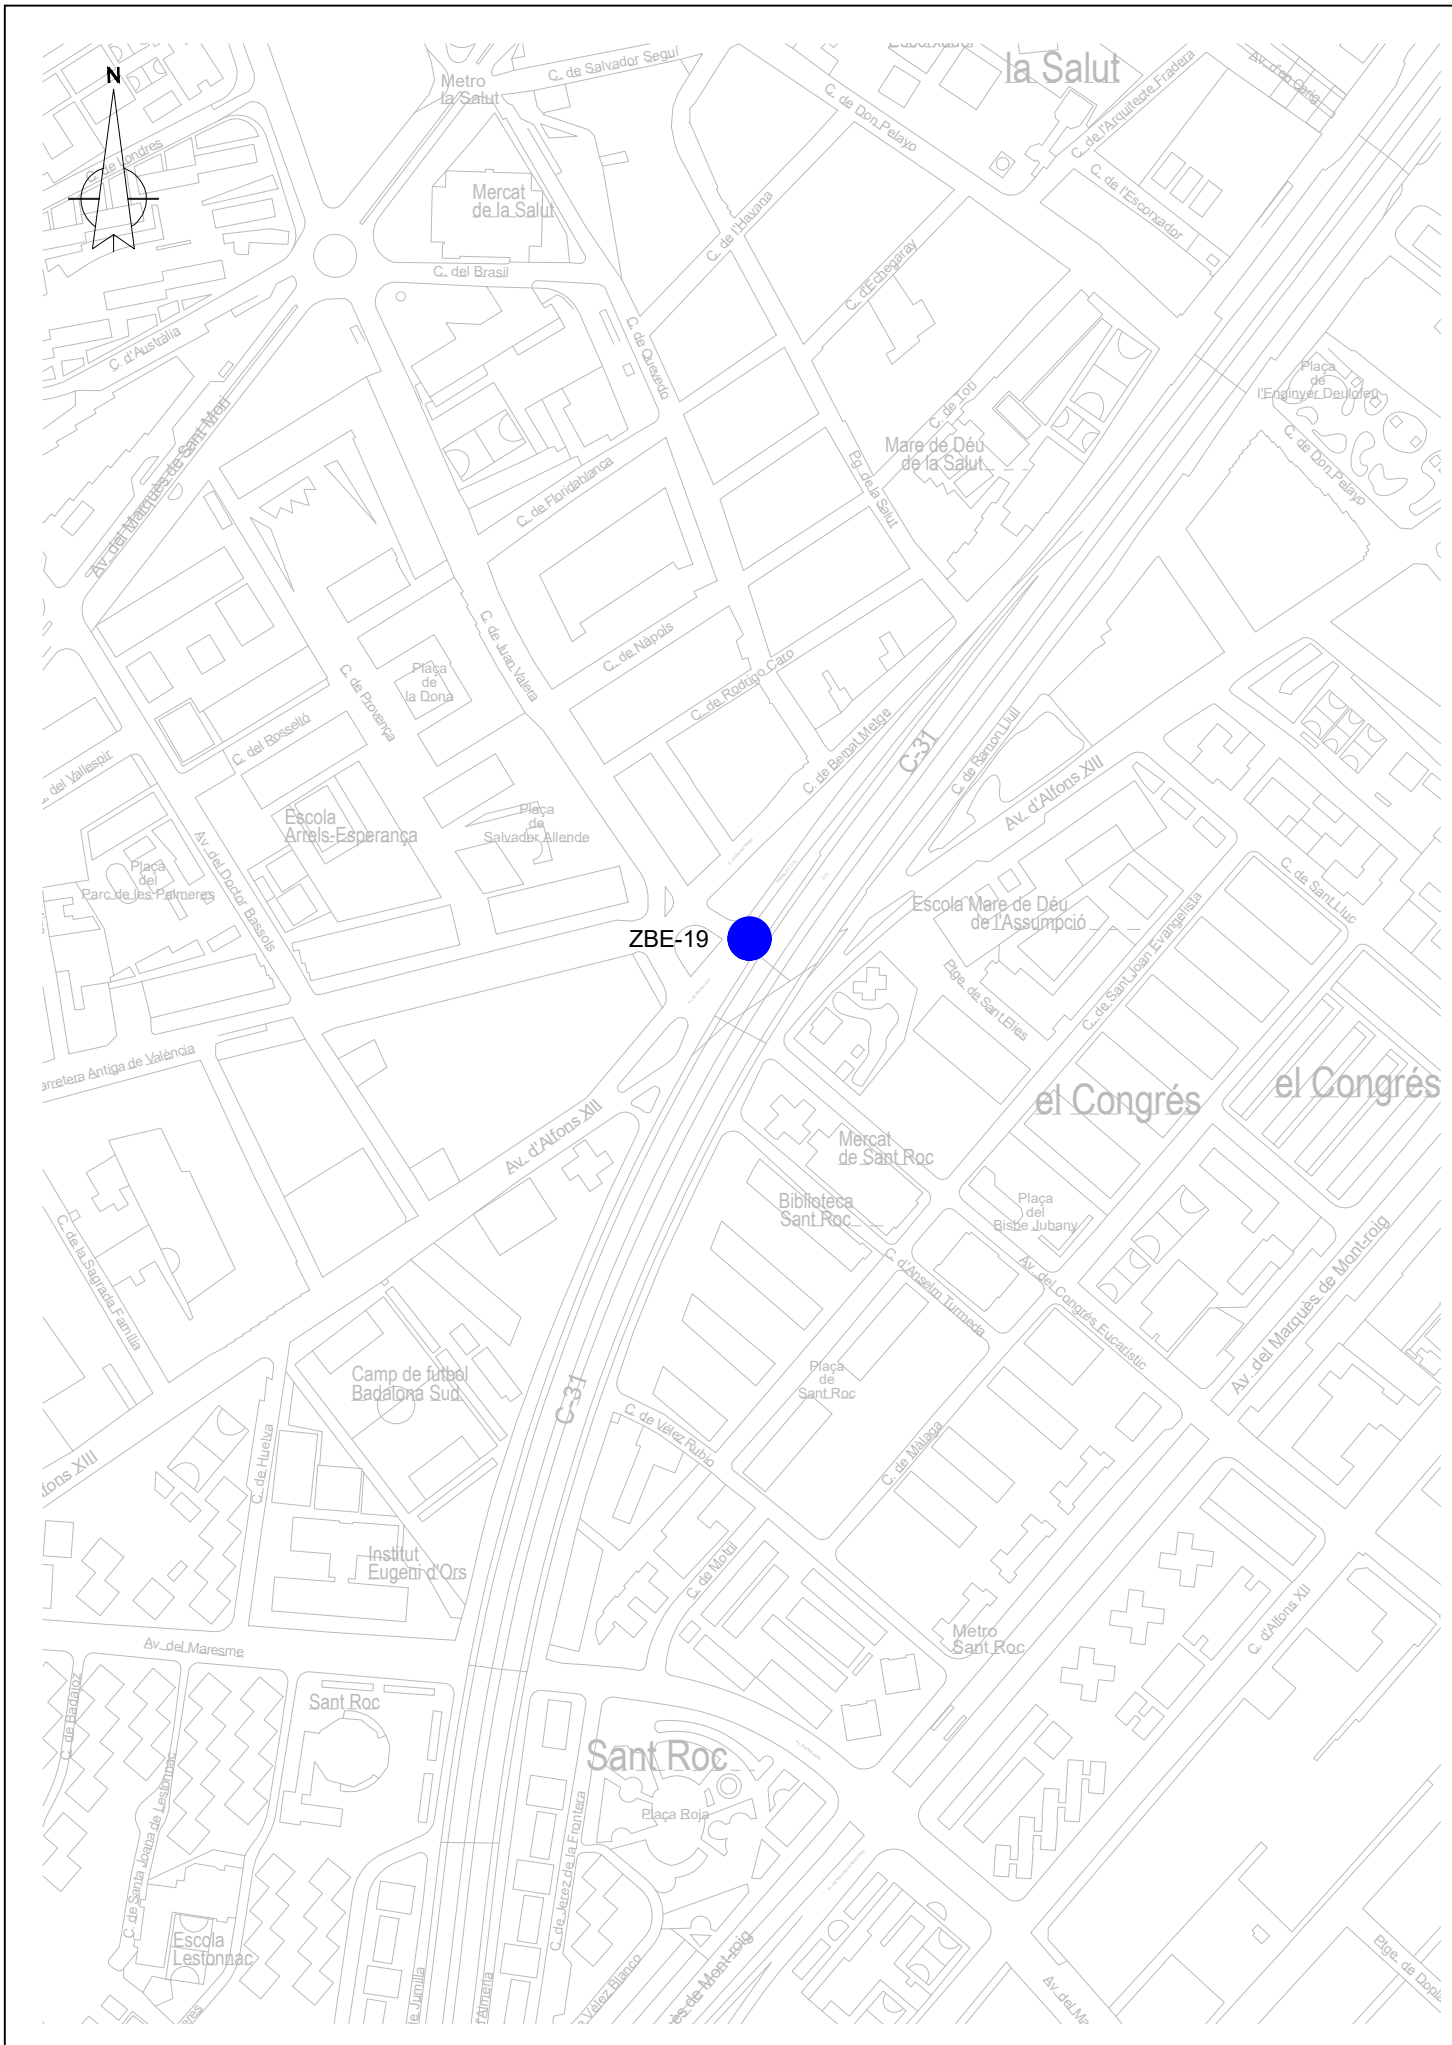 N
Metro
la Salut
C. de Salvador Seguí
Escorxador
la Salut
Av. d'en Caritg
C. de Don Pelayo
C. de l'Arquitecte Fradera
C. de Londres
Mercat
de la Salut
C. de l'Havana
C. de l'Escorxador
C. del Brasil
C. d'Echegaray
C. d'Austràlia
C. de Quevedo
Plaça
de
l'Enginyer Deulofeu
C. de Don Pelayo
Av. del Marquès de Sant Mori
C. de Toti
Mare de Déu
de la Salut
C. de Floridablanca
Pg. de la Salut
C. de Juan Valera
C. de Nàpols
C. de Rodrigo Caro
Plaça
de
la Dona
C. de Provença
C. del Rosselló
C. de Bernat Metge
C-31
C. de Ramon Llull
Av. d'Alfons XIII
. del Vallespir
Escola
Arrels-Esperança
Plaça
de
Salvador Allende
Av. del Doctor Bassols
Plaça
del
Parc de les Palmeres
C. de Sant Lluc
Escola Mare de Déu
de l'Assumpció
C. de Sant Joan Evangelista
ZBE-19
Ptge. de Sant Elies
arretera Antiga de València
el Congrés
el Congrés
Av. d'Alfons XIII
Mercat
de Sant Roc
Biblioteca
Sant Roc
Plaça
del
Bisbe Jubany
C. de la Sagrada Família
C. d'Anselm Turmeda
Av. del Congrés Eucarístic
Av. del Marquès de Mont-roig
Camp de futbol
Badalona Sud
C-31
Plaça
de
Sant Roc
C. de Vélez Rubio
C. de Màlaga
C. de Huelva
lfons XIII
Institut
Eugeni d'Ors
C. de Motril
Metro
Sant Roc
C. d'Alfons XII
Av. del Maresme
C. de Badajoz
Sant Roc
Sant Roc
Plaça Roja
C. de Santa Joana de Lestonnac
C. de Jerez de la Frontera
Escola
Lestonnac